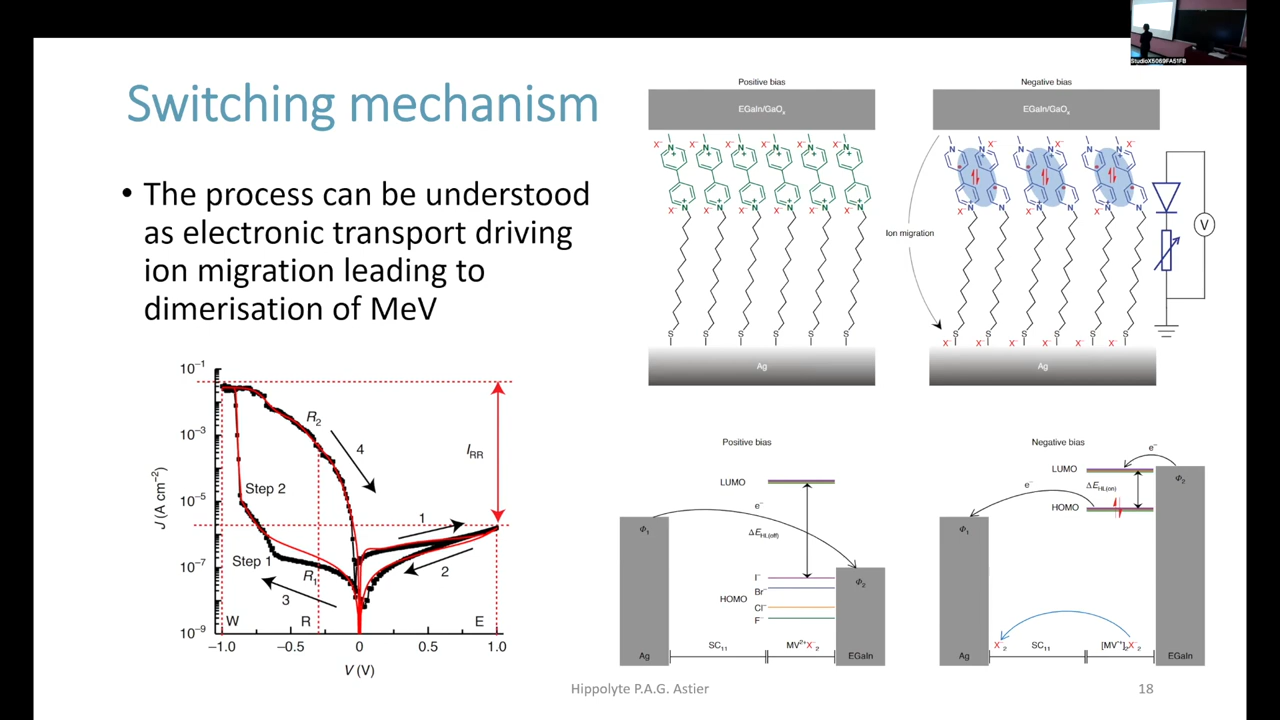 StudioX5069FA51FB
Switching mechanism
• The process can be understood
as electronic transport driving
ion migration leading to
dimerisation of MeV
Positive bias
EGaIn/GaOₓ
X⁻ X⁻ X⁻ X⁻ X⁻ X⁻
N⁺ N⁺ N⁺ N⁺ N⁺ N⁺
X⁻ X⁻ X⁻ X⁻ X⁻ X⁻
S S S S S S
Ag
Negative bias
EGaIn/GaOₓ
X⁻ X⁻ X⁻
N N N N N N
X⁻ X⁻ X⁻
Ion migration
V
S S S S S S
X⁻ X⁻ X⁻ X⁻ X⁻ X⁻
Ag
J (A cm⁻²)
10⁻¹
10⁻³
10⁻⁵
10⁻⁷
10⁻⁹
R₂
4
I_RR
Step 2
1
Step 1
R₁
2
3
W R E
−1.0 −0.5 0 0.5 1.0
V (V)
Positive bias
LUMO
e⁻
Φ₁
ΔE_HL(off)
I⁻
Φ₂
Br⁻
HOMO
Cl⁻
F⁻
SC₁₁ MV²⁺X⁻₂
Ag EGaIn
Negative bias
e⁻
LUMO
Φ₂
e⁻
ΔE_HL(on)
HOMO
Φ₁
X⁻₂ SC₁₁ [MV⁺]₂X⁻₂
Ag EGaIn
Hippolyte P.A.G. Astier
18